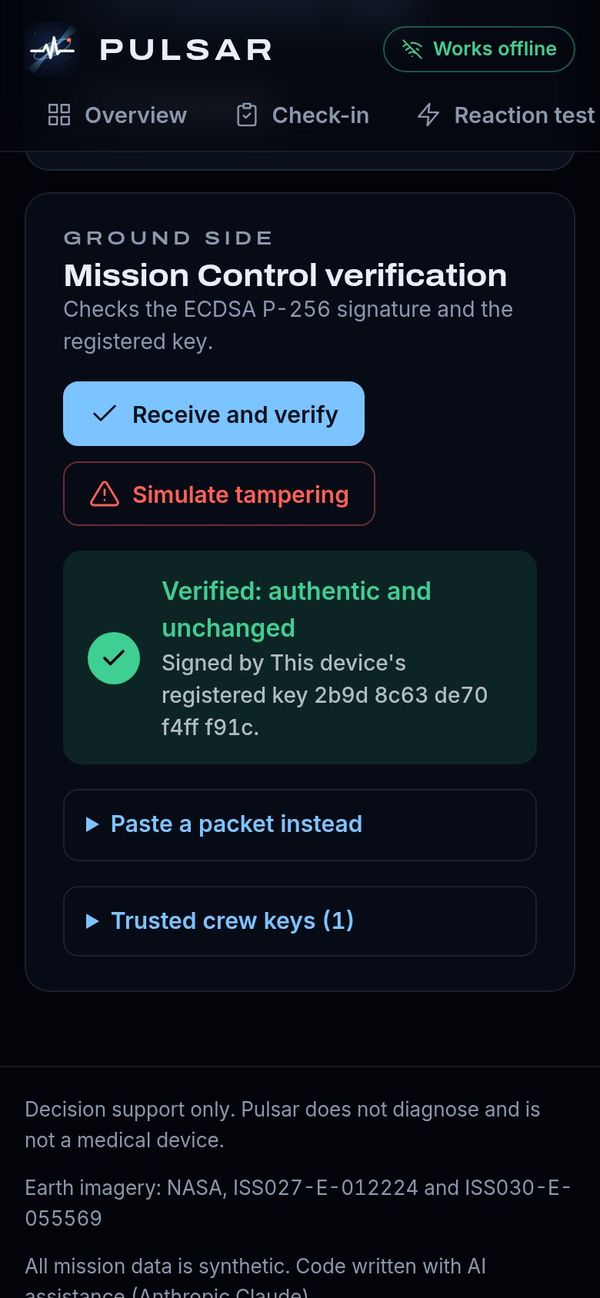 PULSAR
Works offline
Overview
Check-in
Reaction test
GROUND SIDE
Mission Control verification
Checks the ECDSA P-256 signature and the
registered key.
Receive and verify
Simulate tampering
Verified: authentic and
unchanged
Signed by This device's
registered key 2b9d 8c63 de70
f4ff f91c.
Paste a packet instead
Trusted crew keys (1)
Decision support only. Pulsar does not diagnose and is
not a medical device.
Earth imagery: NASA, ISS027-E-012224 and ISS030-E-
055569
All mission data is synthetic. Code written with AI
assistance (Anthropic Claude)